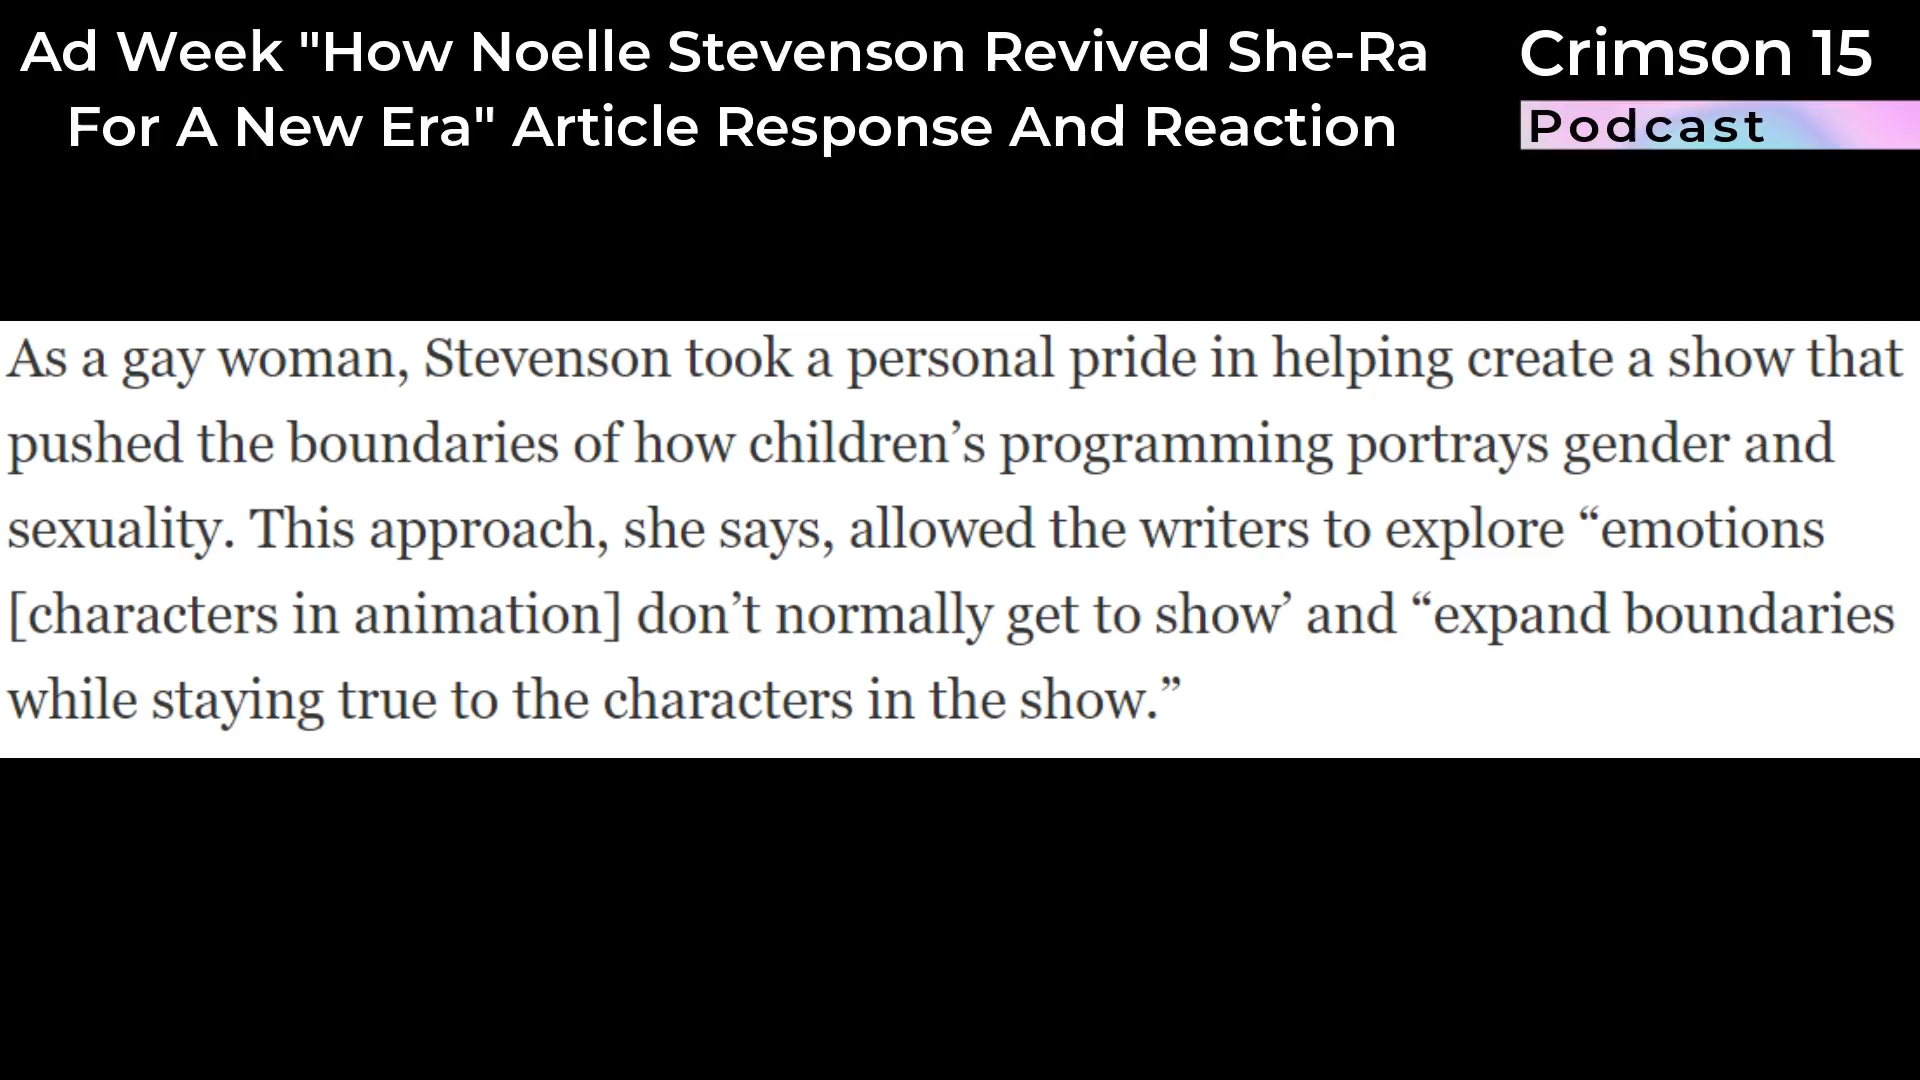 Ad Week "How Noelle Stevenson Revived She-Ra
For A New Era" Article Response And Reaction
Crimson 15
Podcast
As a gay woman, Stevenson took a personal pride in helping create a show that
pushed the boundaries of how children’s programming portrays gender and
sexuality. This approach, she says, allowed the writers to explore “emotions
[characters in animation] don’t normally get to show’ and “expand boundaries
while staying true to the characters in the show.”